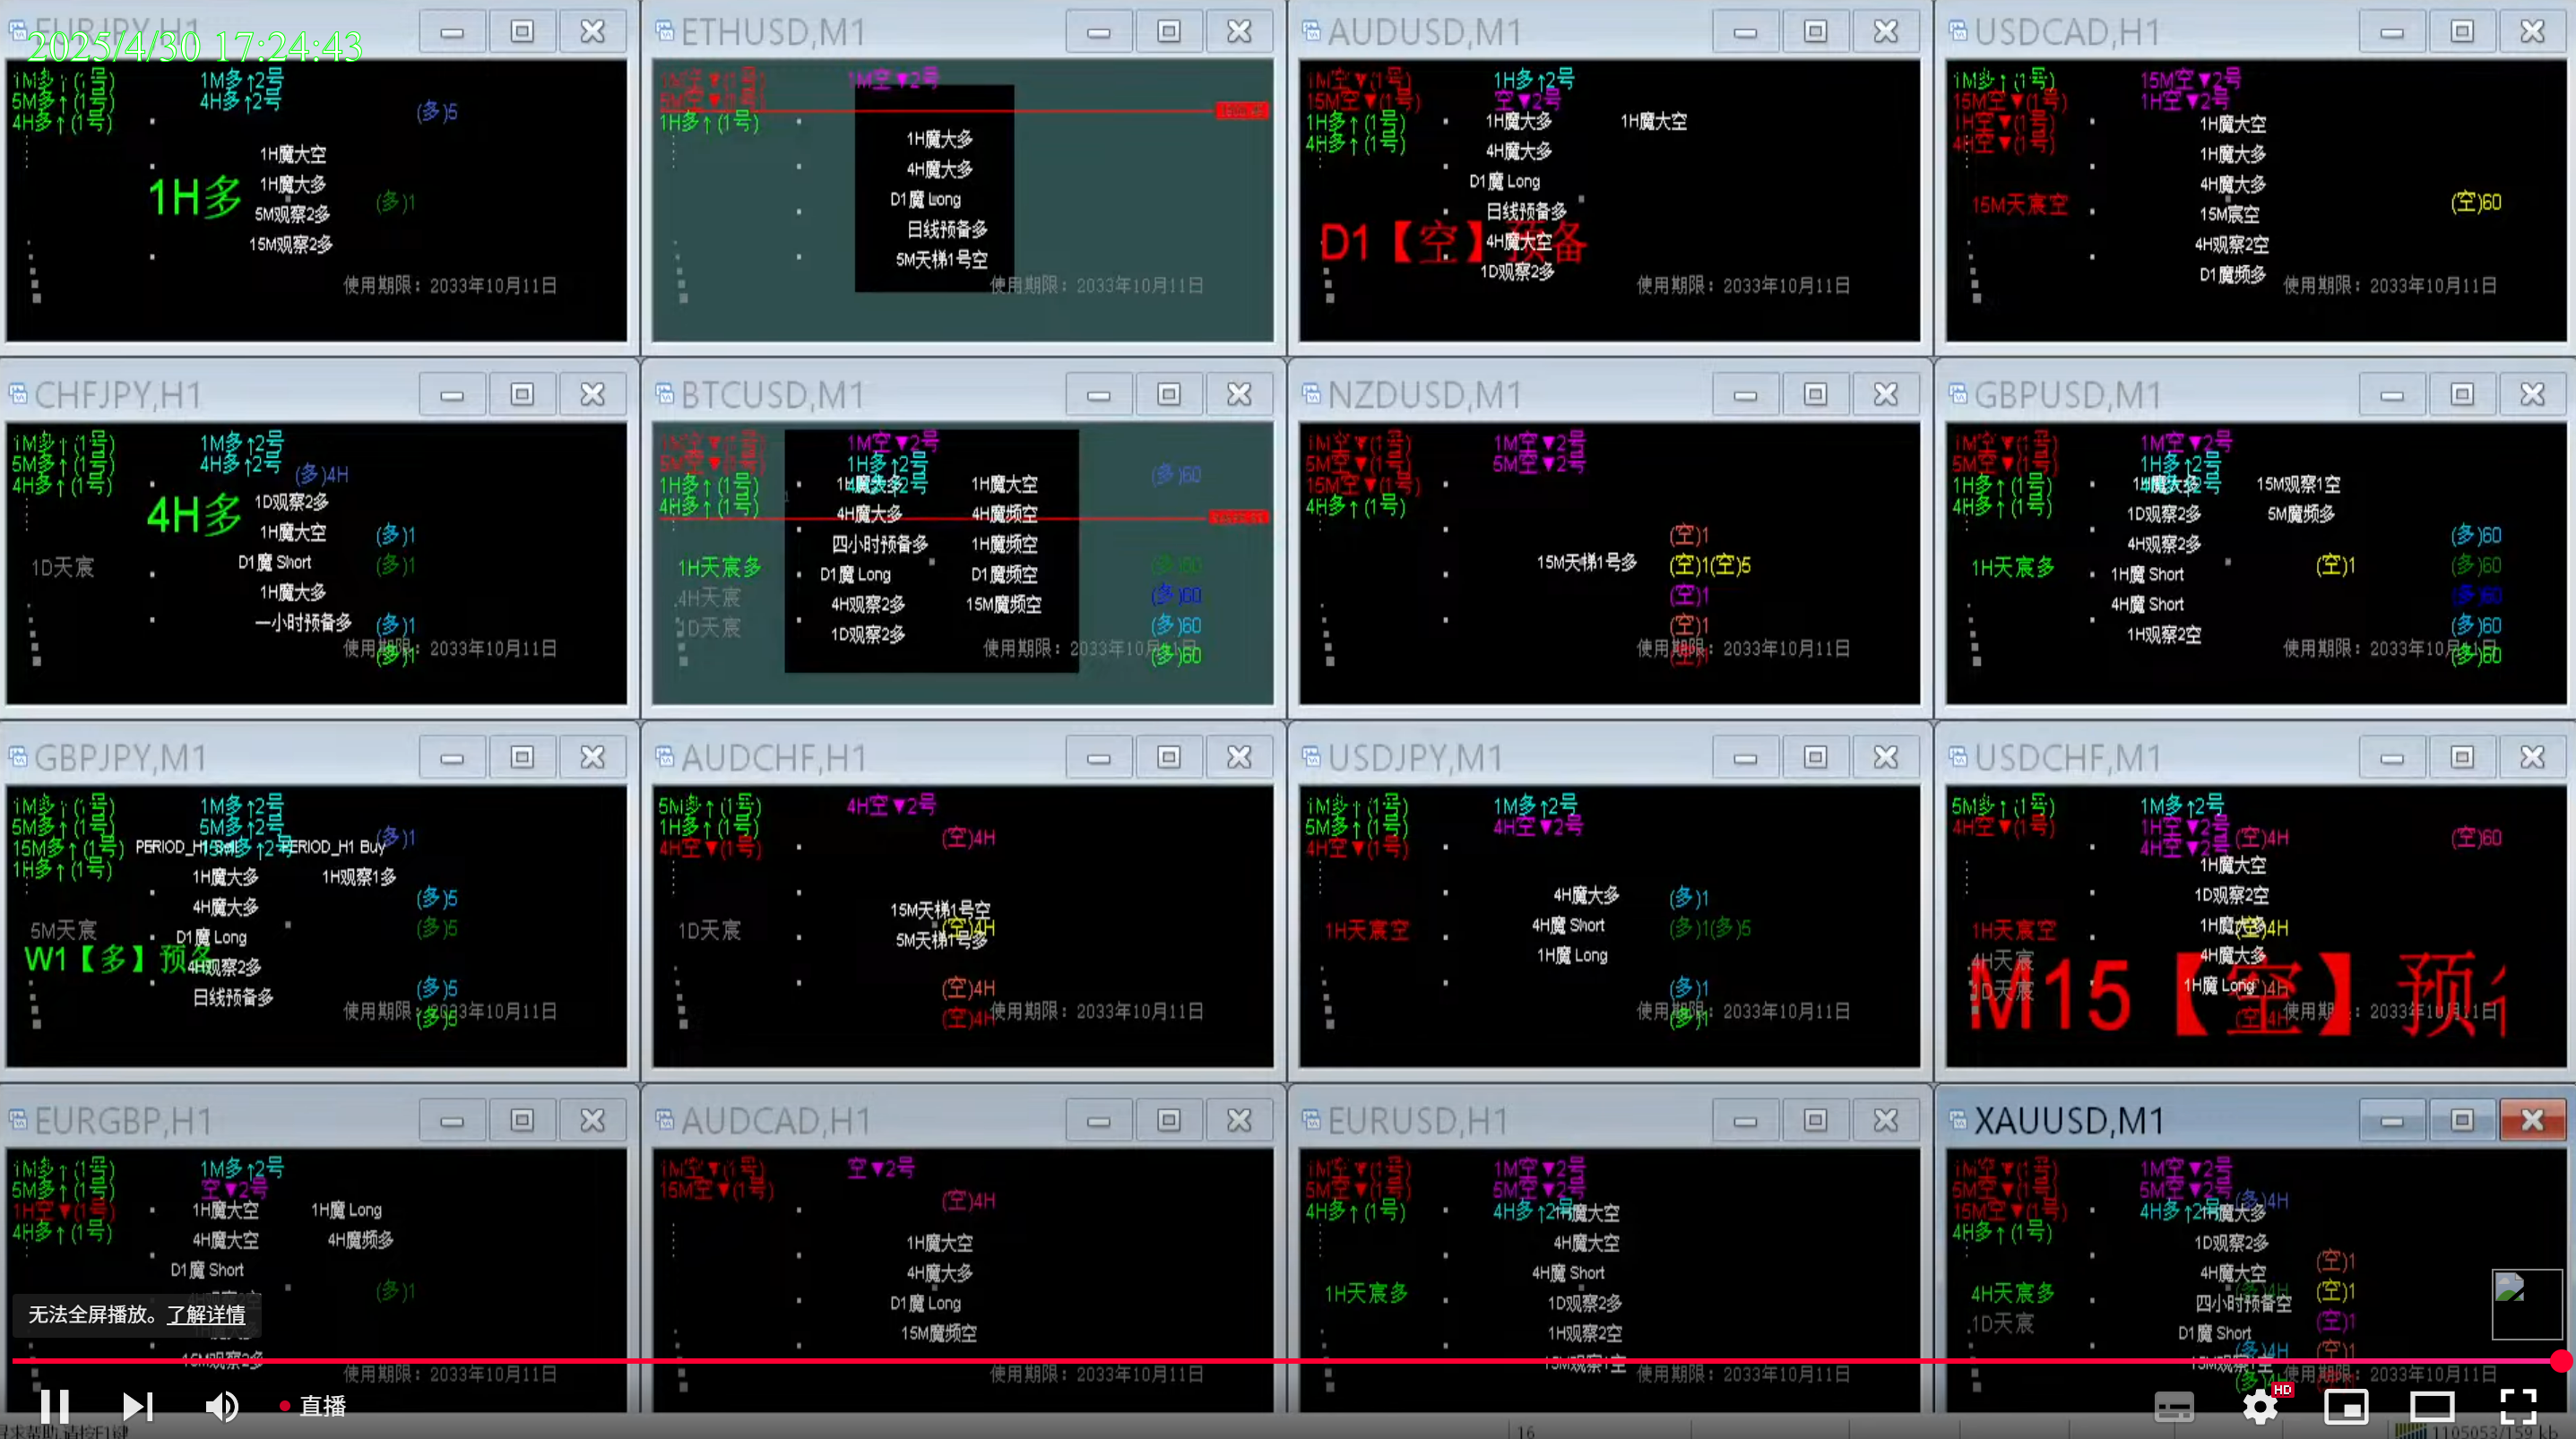 EURJPY,H1
2025/4/30 17:24:43
1M多↑(1号)
5M多↑(1号)
4H多↑(1号)
1M多↑2号
4H多↑2号
(多)5
1H多
1H魔大空
1H魔大多
5M观察2多
15M观察2多
(多)1
使用期限：2033年10月11日
ETHUSD,M1
1M空▼(1号)
5M空▼(1号)
1H多↑(1号)
1M空▼2号
1H魔大多
4H魔大多
D1魔 Long
日线预备多
5M天梯1号空
使用期限：2033年10月11日
AUDUSD,M1
1M空▼(1号)
15M空▼(1号)
1H多↑(1号)
4H多↑(1号)
1H多↑2号
空▼2号
1H魔大多
1H魔大空
4H魔大多
D1魔 Long
日线预备多
D1【空】预备
4H魔大空
1D观察2多
使用期限：2033年10月11日
USDCAD,H1
1M多↑(1号)
15M空▼(1号)
1H空▼(1号)
4H空▼(1号)
15M空▼2号
1H空▼2号
1H魔大空
1H魔大多
4H魔大多
15M天宸空
(空)60
15M宸空
4H观察2空
D1魔频多
使用期限：2033年10月11日
CHFJPY,H1
1M多↑(1号)
5M多↑(1号)
4H多↑(1号)
1M多↑2号
4H多↑2号
(多)4H
4H多
1D观察2多
1H魔大空
(多)1
1D天宸
D1魔 Short
(多)1
1H魔大多
一小时预备多
(多)1
(多)1
使用期限：2033年10月11日
BTCUSD,M1
1M空▼(1号)
5M空▼(1号)
1H多↑(1号)
4H多↑(1号)
1M空▼2号
1H多↑2号
4H多↑2号
(多)60
1H魔大多
1H魔大空
4H魔大多
4H魔频空
四小时预备多
1H魔频空
1H天宸多
D1魔 Long
D1魔频空
(多)60
4H天宸
4H观察2多
15M魔频空
(多)60
1D天宸
1D观察2多
(多)60
(多)60
使用期限：2033年10月11日
NZDUSD,M1
1M空▼(1号)
5M空▼(1号)
15M空▼(1号)
4H多↑(1号)
1M空▼2号
5M空▼2号
(空)1
15M天梯1号多
(空)1(空)5
(空)1
(空)1
(空)1
使用期限：2033年10月11日
GBPUSD,M1
1M空▼(1号)
5M空▼(1号)
1H多↑(1号)
4H多↑(1号)
1M空▼2号
1H多↑2号
1H魔大多
15M观察1空
1D观察2多
5M魔频多
4H观察2多
(多)60
1H天宸多
1H魔 Short
(空)1
(多)60
4H魔 Short
(多)60
1H观察2空
(多)60
(多)60
使用期限：2033年10月11日
GBPJPY,M1
1M多↑(1号)
5M多↑(1号)
15M多↑(1号)
1H多↑(1号)
1M多↑2号
5M多↑2号
15M多↑2号
PERIOD_H1 Buy
(多)1
1H魔大多
1H观察1多
4H魔大多
(多)5
5M天宸
D1魔 Long
(多)5
W1【多】预备
4H观察2多
日线预备多
(多)5
(多)5
使用期限：2033年10月11日
AUDCHF,H1
5M多↑(1号)
1H多↑(1号)
4H空▼(1号)
4H空▼2号
(空)4H
15M天梯1号空
1D天宸
(空)4H
5M天梯1号多
(空)4H
(空)4H
使用期限：2033年10月11日
USDJPY,M1
1M多↑(1号)
5M多↑(1号)
4H空▼(1号)
1M多↑2号
4H空▼2号
4H魔大多
(多)1
1H天宸空
4H魔 Short
(多)1(多)5
1H魔 Long
(多)1
(多)1
使用期限：2033年10月11日
USDCHF,M1
5M多↑(1号)
4H空▼(1号)
1M多↑2号
1H空▼2号
4H空▼2号
(空)4H
(空)60
1H魔大空
1D观察2空
1H魔大多
1H天宸空
(空)4H
4H天宸
4H魔大多
1D天宸
1H魔 Long
(空)4H
(空)4H
M15【空】预
使用期限：2033年10月11日
EURGBP,H1
1M多↑(1号)
5M多↑(1号)
1H空▼(1号)
4H多↑(1号)
1M多↑2号
空▼2号
1H魔大空
1H魔 Long
4H魔大空
4H魔频多
D1魔 Short
(多)1
15M观察2多
使用期限：2033年10月11日
AUDCAD,H1
1M空▼(1号)
15M空▼(1号)
空▼2号
(空)4H
1H魔大空
4H魔大多
D1魔 Long
15M魔频空
使用期限：2033年10月11日
EURUSD,H1
1M空▼(1号)
5M空▼(1号)
4H多↑(1号)
1M空▼2号
5M空▼2号
4H多↑2号
1H魔大空
4H魔大空
4H魔 Short
1H天宸多
1D观察2多
1H观察2空
15M观察1空
使用期限：2033年10月11日
XAUUSD,M1
1M空▼(1号)
5M空▼(1号)
15M空▼(1号)
4H多↑(1号)
1M空▼2号
5M空▼2号
4H多↑2号
(多)4H
1H魔大多
1D观察2多
4H魔大空
(空)1
4H天宸多
(多)4H
(空)1
四小时预备空
1D天宸
D1魔 Short
(空)1
(多)4H
(空)1
15M观察1空
(多)4H
使用期限：2033年10月11日
无法全屏播放。了解详情
直播
HD
寻求帮助,请按F1键
16
1105053/159 kb